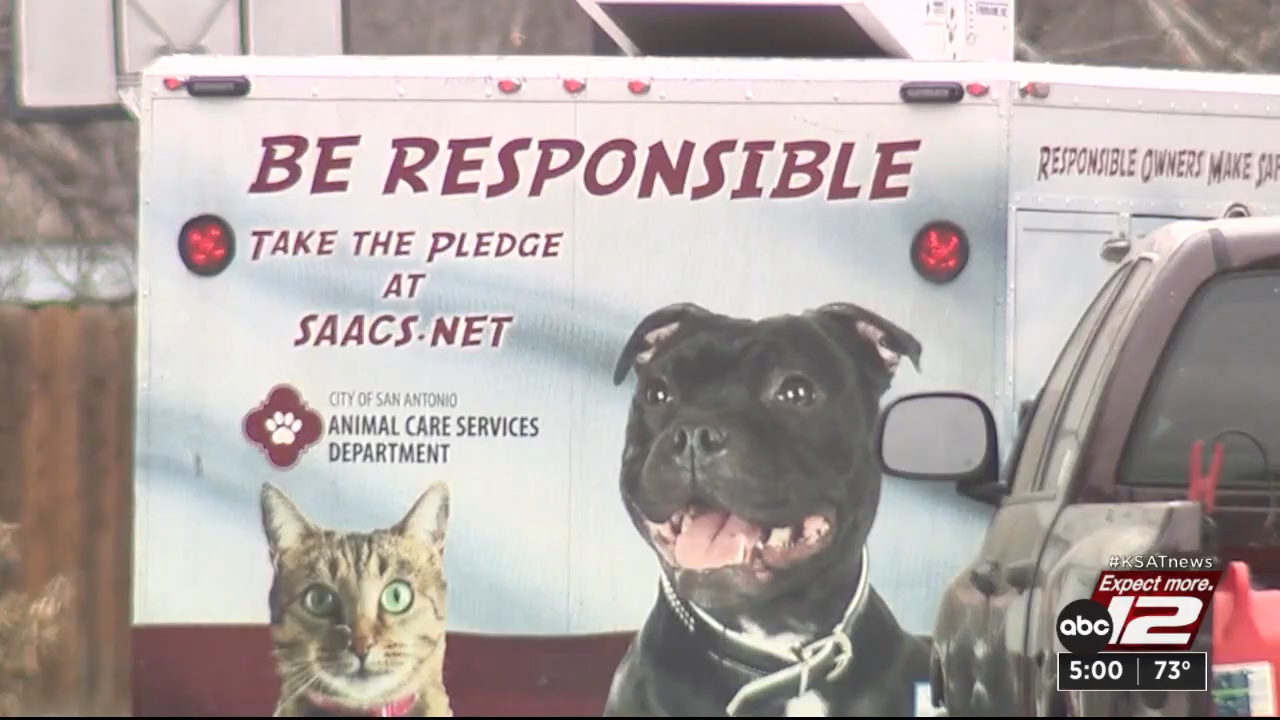 BE RESPONSIBLE
TAKE THE PLEDGE
AT
SAACS.NET
CITY OF SAN ANTONIO
ANIMAL CARE SERVICES
DEPARTMENT
RESPONSIBLE OWNERS MAKE
#KSATnews
Expect more.
abc 12
5:00 73°